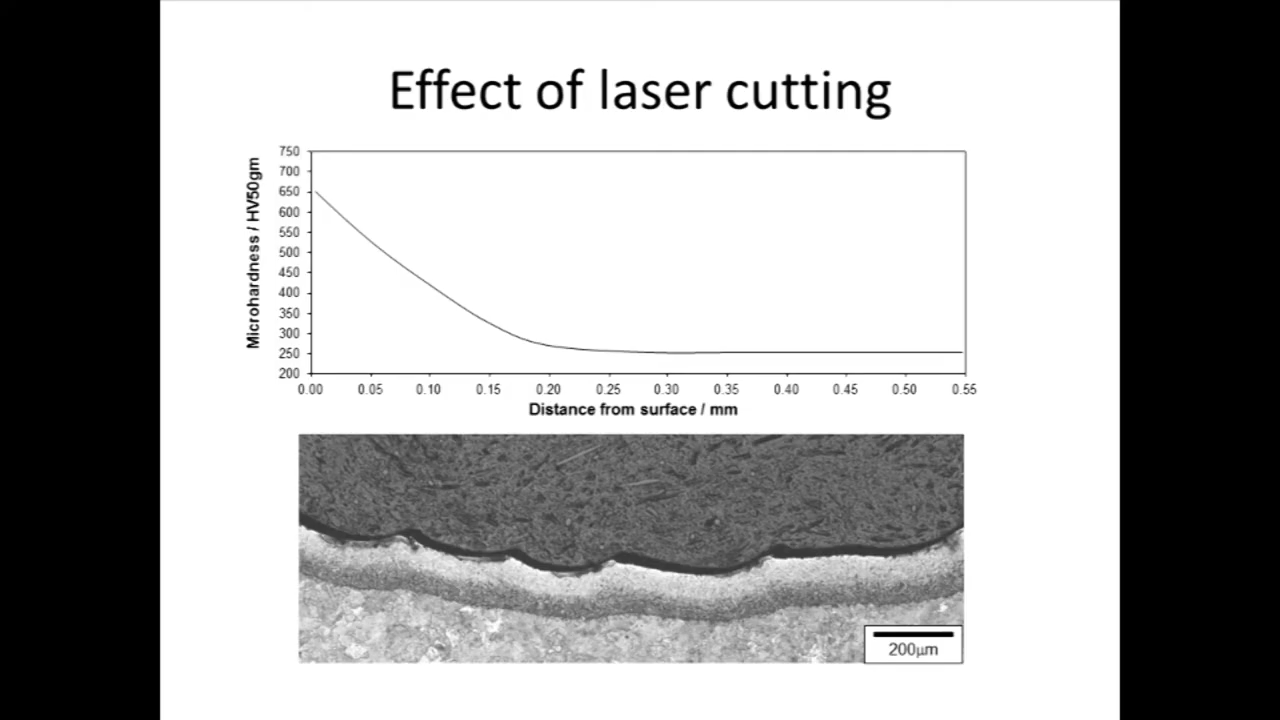 Effect of laser cutting
Microhardness / HV50gm
750
700
650
600
550
500
450
400
350
300
250
200
0.00 0.05 0.10 0.15 0.20 0.25 0.30 0.35 0.40 0.45 0.50 0.55
Distance from surface / mm
200μm